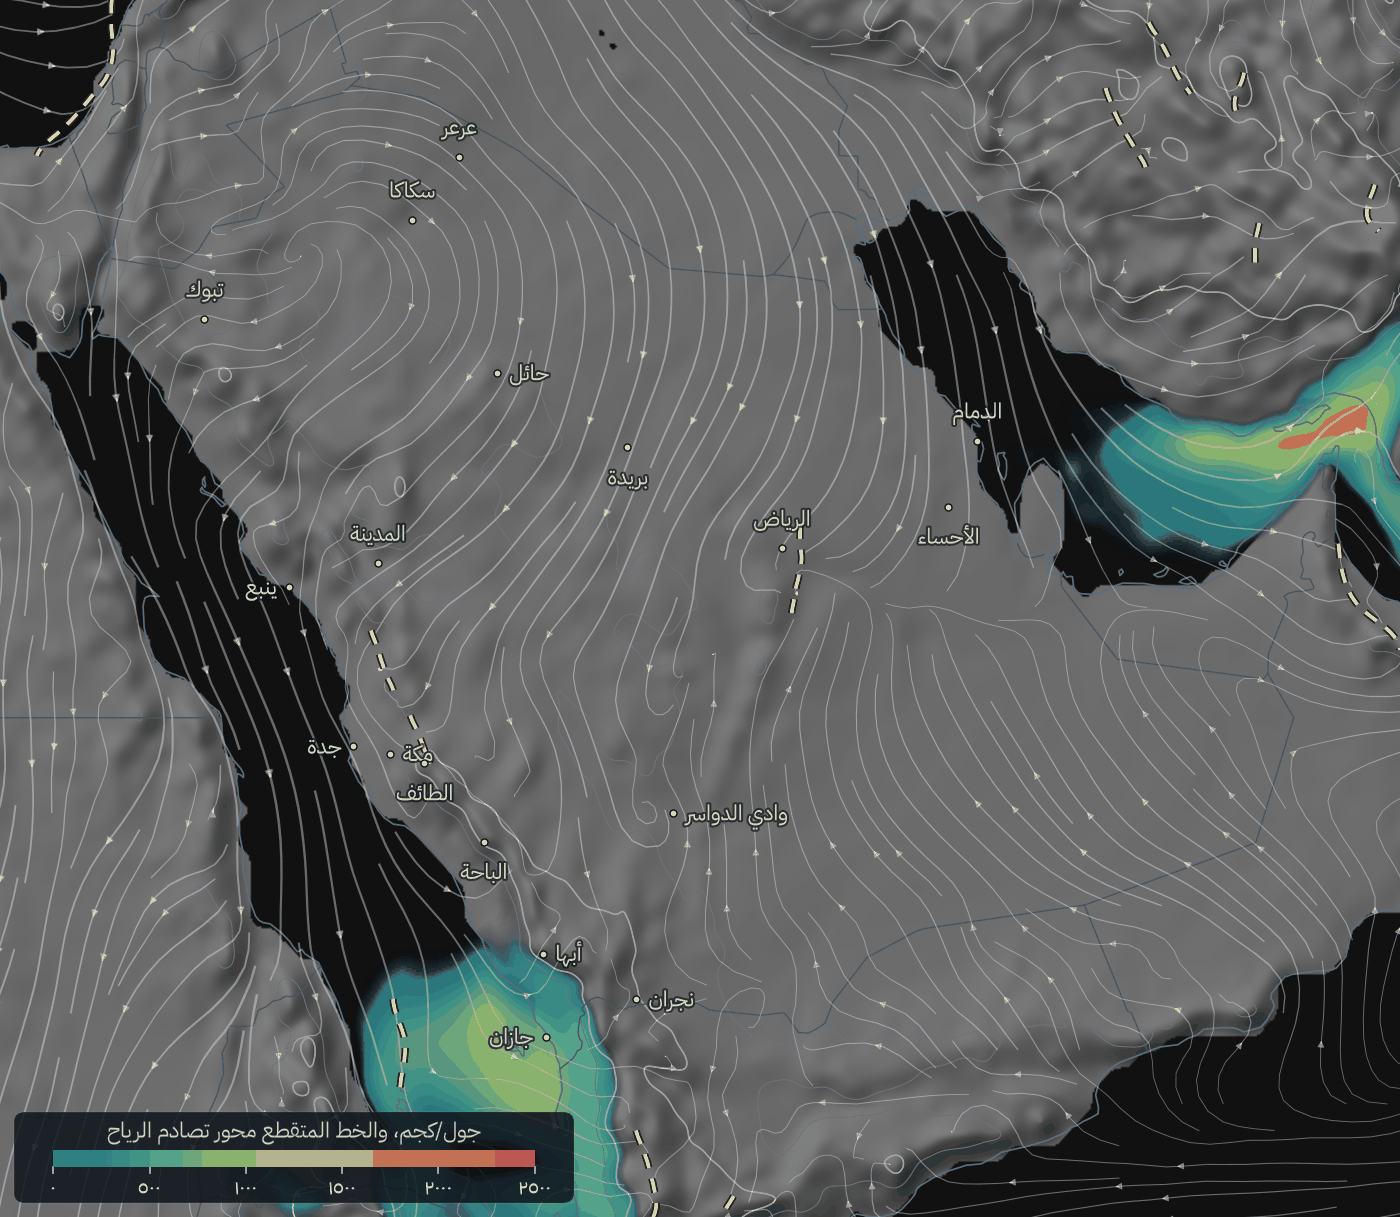 عرعر
سكاكا
تبوك
حائل
الدمام
بريدة
الرياض
المدينة
الأحساء
ينبع
جدة
مكة
الطائف
وادي الدواسر
الباحة
أبها
نجران
جازان
جول/كجم، والخط المتقطع محور تصادم الرياح
٠ ٥٠٠ ١٠٠٠ ١٥٠٠ ٢٠٠٠ ٢٥٠٠